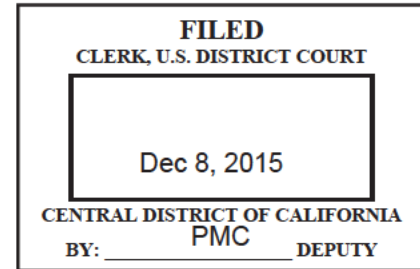 FILED
CLERK, U.S. DISTRICT COURT
Dec 8, 2015
CENTRAL DISTRICT OF CALIFORNIA
BY: PMC DEPUTY